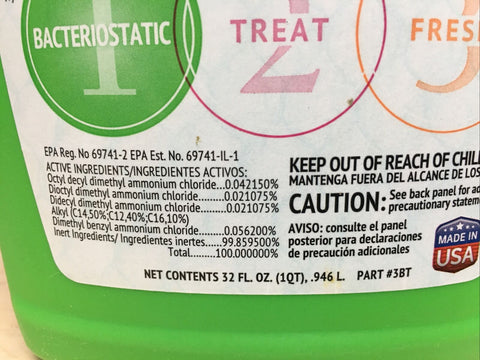 1 2 3
BACTERIOSTATIC
TREAT
EPA Reg. No 69741-2 EPA Est. No. 69741-IL-1
ACTIVE INGREDIENTS/INGREDIENTES ACTIVOS:
Octyl decyl dimethyl ammonium chloride...0.042150%
Dioctyl dimethyl ammonium chloride........0.021075%
Didecyl dimethyl ammonium chloride.......0.021075%
Alkyl (C14,50%;C12,40%;C16,10%)
Dimethyl benzyl ammonium chloride........0.056200%
Inert Ingredients/ Ingredientes inertes......99.859500%
Total.........100.000000%
KEEP OUT OF REACH OF
MANTENGA FUERA DEL ALCANCE DE LOS
CAUTION: See back panel for
precautionary
AVISO: consulte el panel
posterior para declaraciones
de precaución adicionales
MADE IN
USA
NET CONTENTS 32 FL. OZ. (1QT), .946 L. PART #3BT